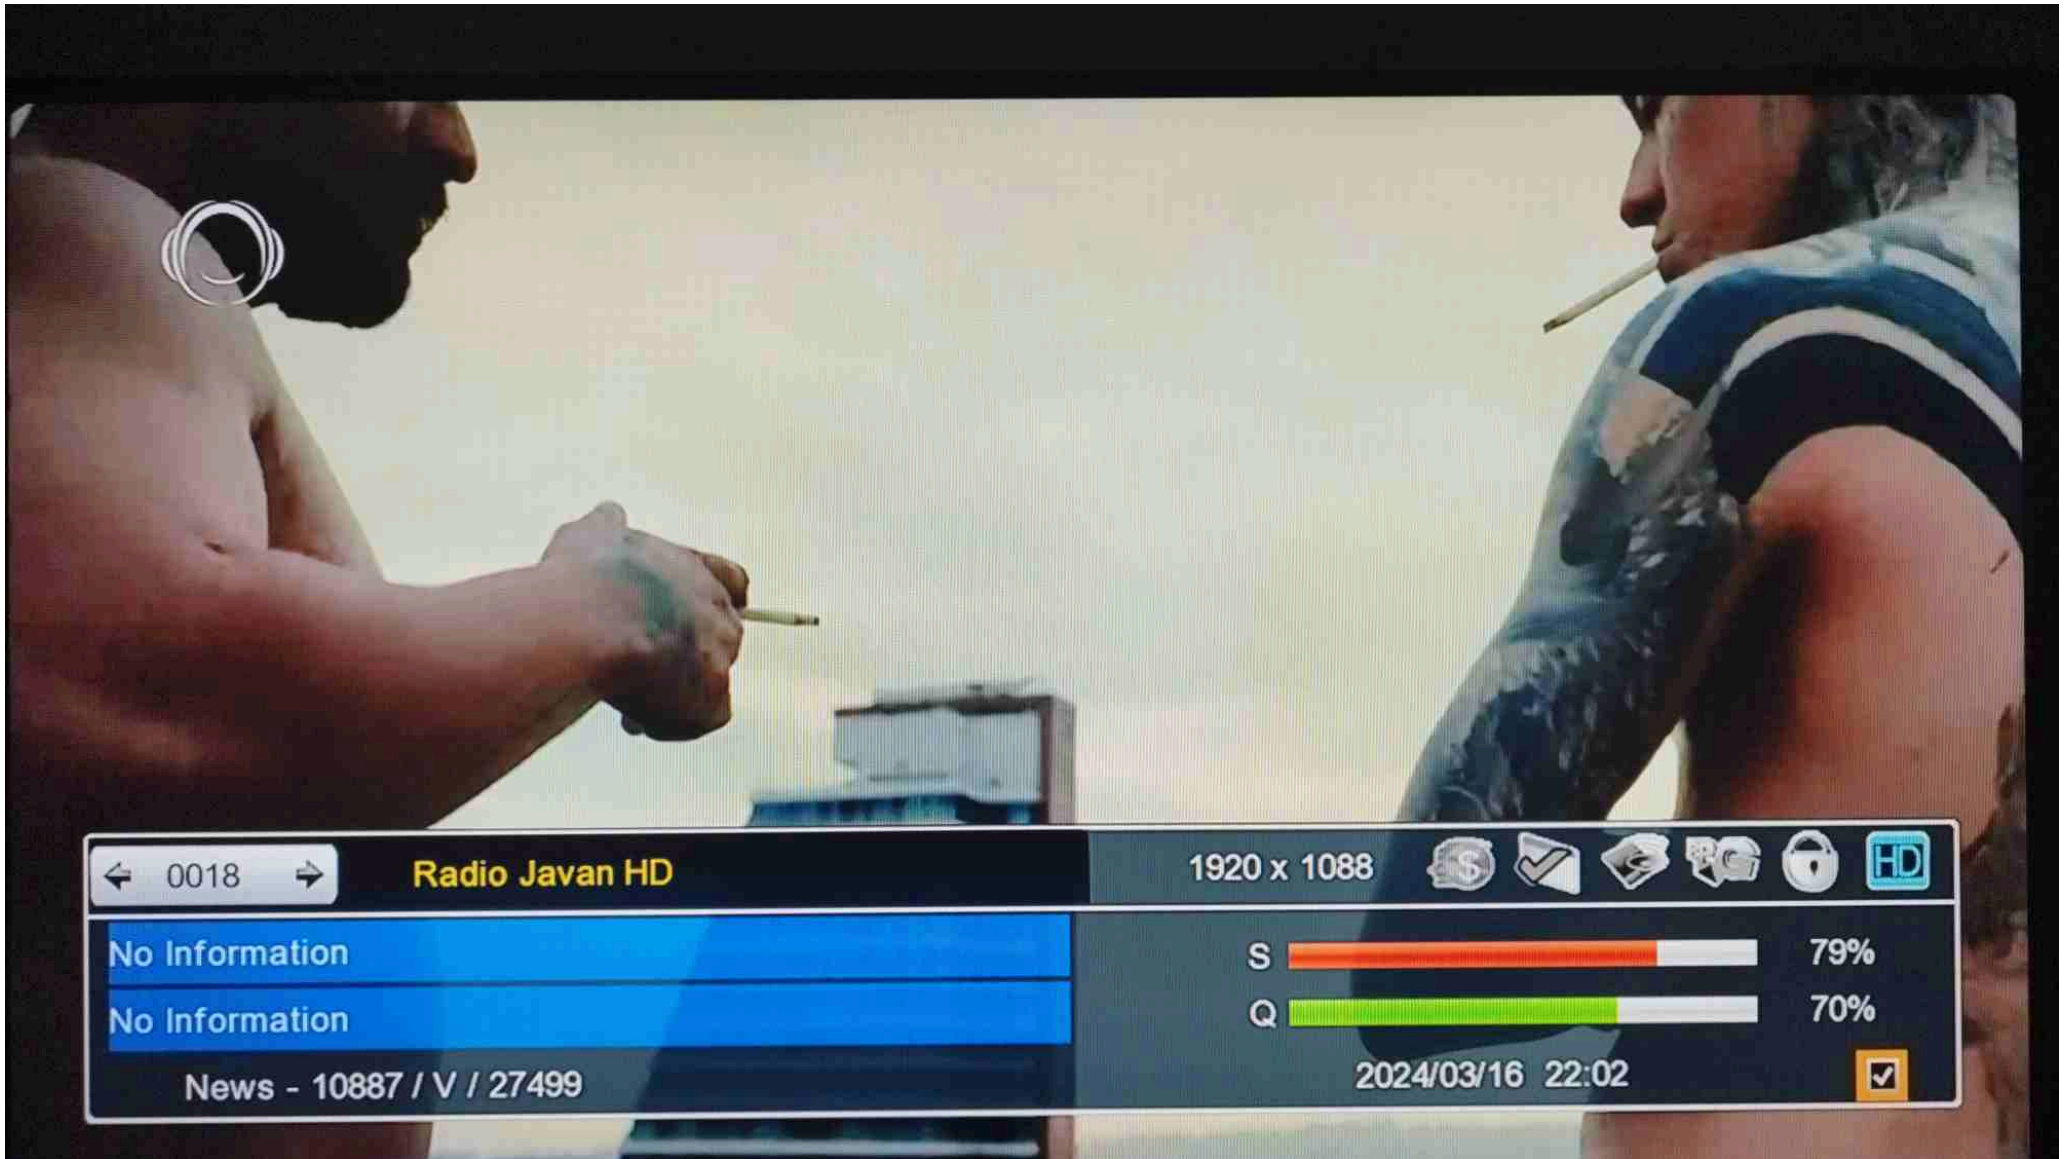 0018
Radio Javan HD
1920 x 1088
$
HD
No Information
No Information
S 79%
Q 70%
News - 10887 / V / 27499
2024/03/16 22:02